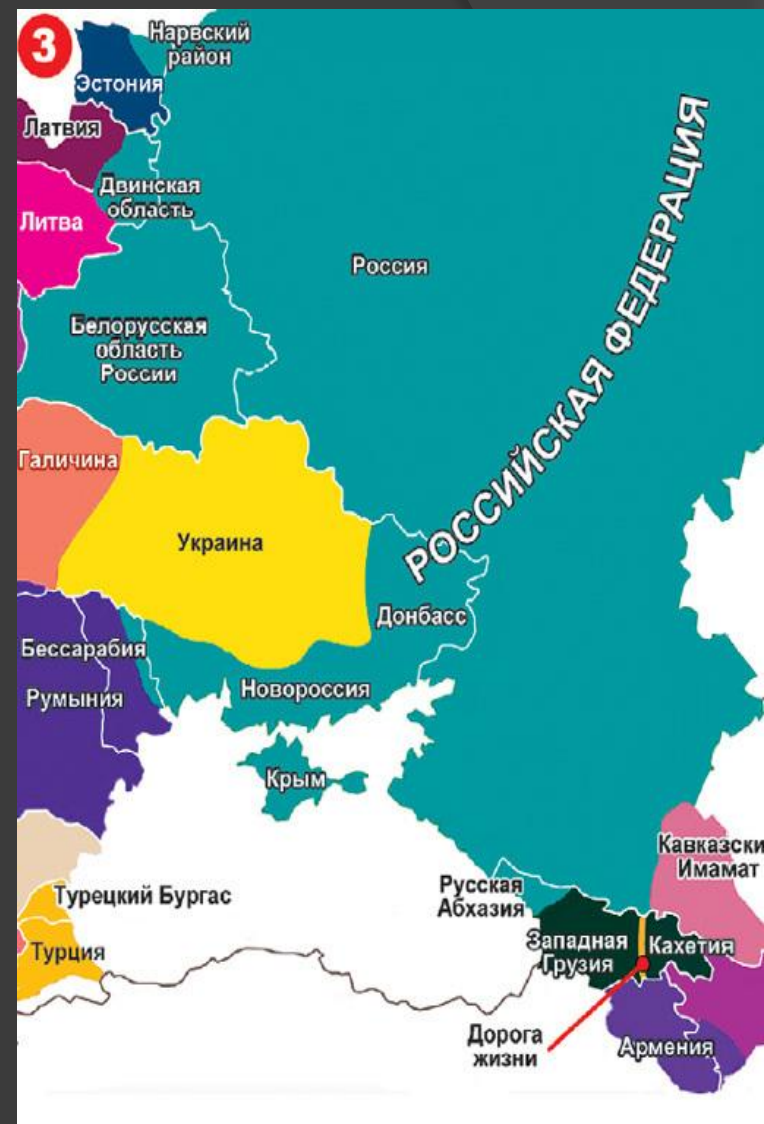 3
Нарвский
район
Эстония
Латвия
Двинская
область
Литва
Россия
РОССИЙСКАЯ ФЕДЕРАЦИЯ
Белорусская
область
России
Галичина
Украина
Донбасс
Бессарабия
Новороссия
Румыния
Крым
Кавказски
Имамат
Турецкий Бургас
Русская
Абхазия
Турция
Западная
Грузия
Кахетия
Дорога
жизни
Армения